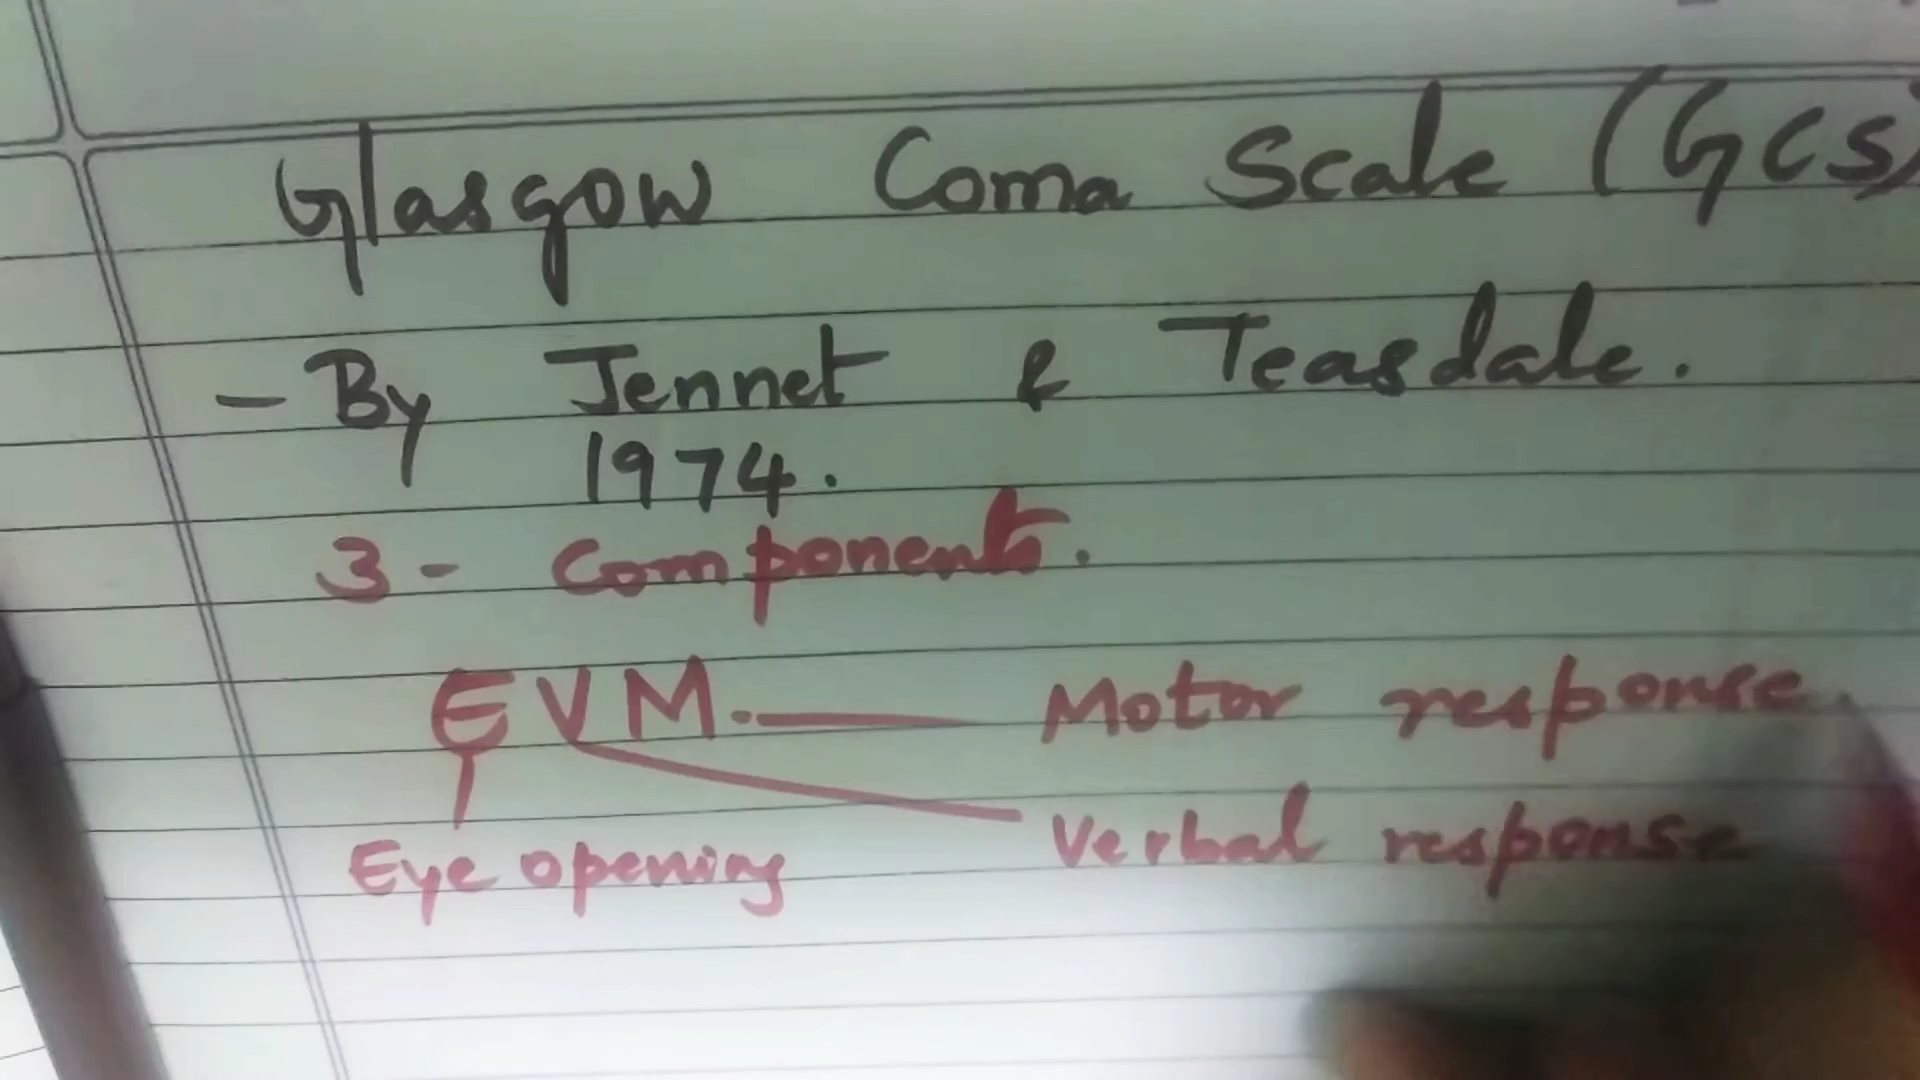 Glasgow Coma Scale (GCS)
- By Jennet & Teasdale.
1974.
3 - Components.
EVM. Motor response.
Verbal response
Eye opening